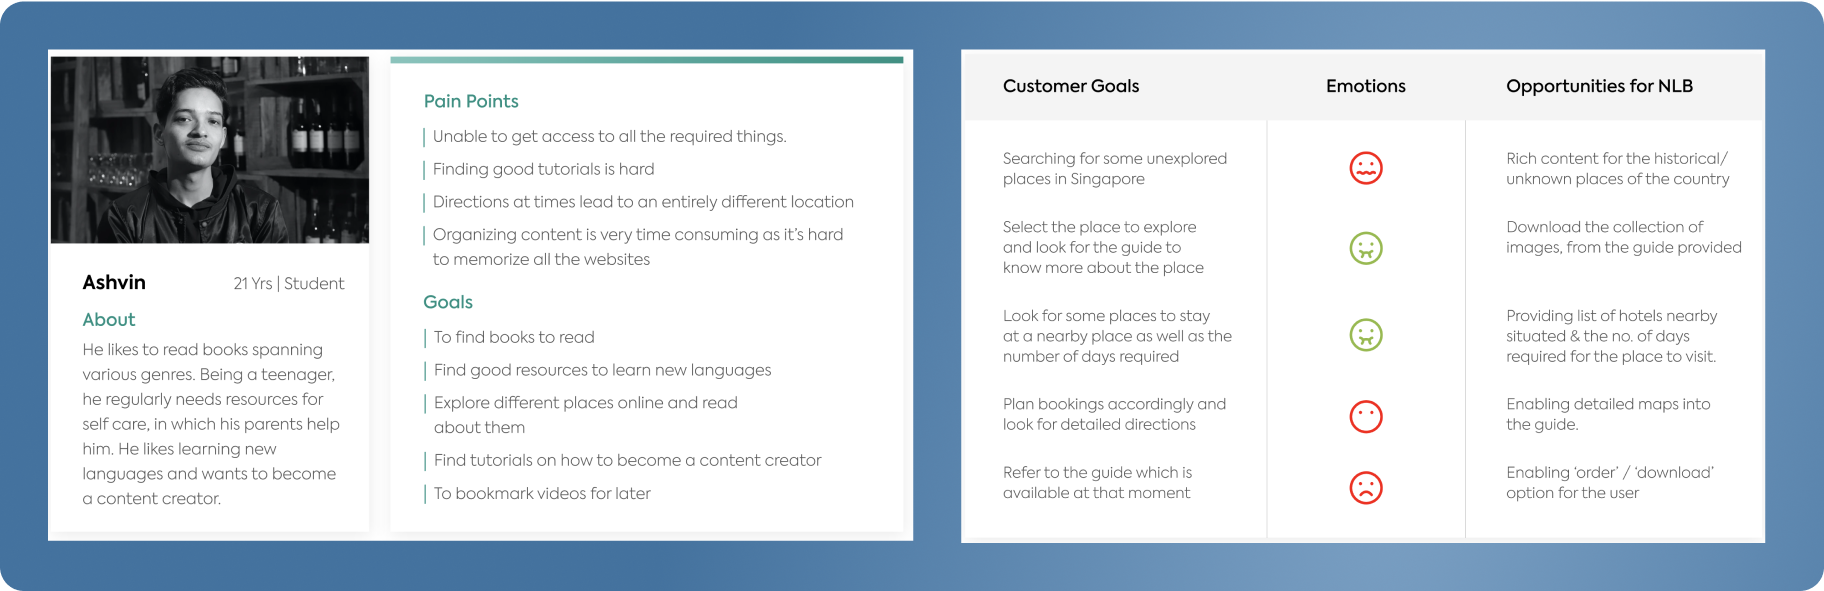 Ashvin
21 Yrs | Student
About
He likes to read books spanning
various genres. Being a teenager,
he regularly needs resources for
self care, in which his parents help
him. He likes learning new
languages and wants to become
a content creator.
Pain Points
Unable to get access to all the required things.
Finding good tutorials is hard
Directions at times lead to an entirely different location
Organizing content is very time consuming as it's hard
to memorize all the websites
Goals
To find books to read
Find good resources to learn new languages
Explore different places online and read
about them
Find tutorials on how to become a content creator
To bookmark videos for later
Customer Goals
Emotions
Opportunities for NLB
Searching for some unexplored
places in Singapore
Rich content for the historical/
unknown places of the country
Select the place to explore
and look for the guide to
know more about the place
Download the collection of
images, from the guide provided
Look for some places to stay
at a nearby place as well as the
number of days required
Providing list of hotels nearby
situated & the no. of days
required for the place to visit.
Plan bookings accordingly and
look for detailed directions
Enabling detailed maps into
the guide.
Refer to the guide which is
available at that moment
Enabling ‘order’ / ‘download’
option for the user